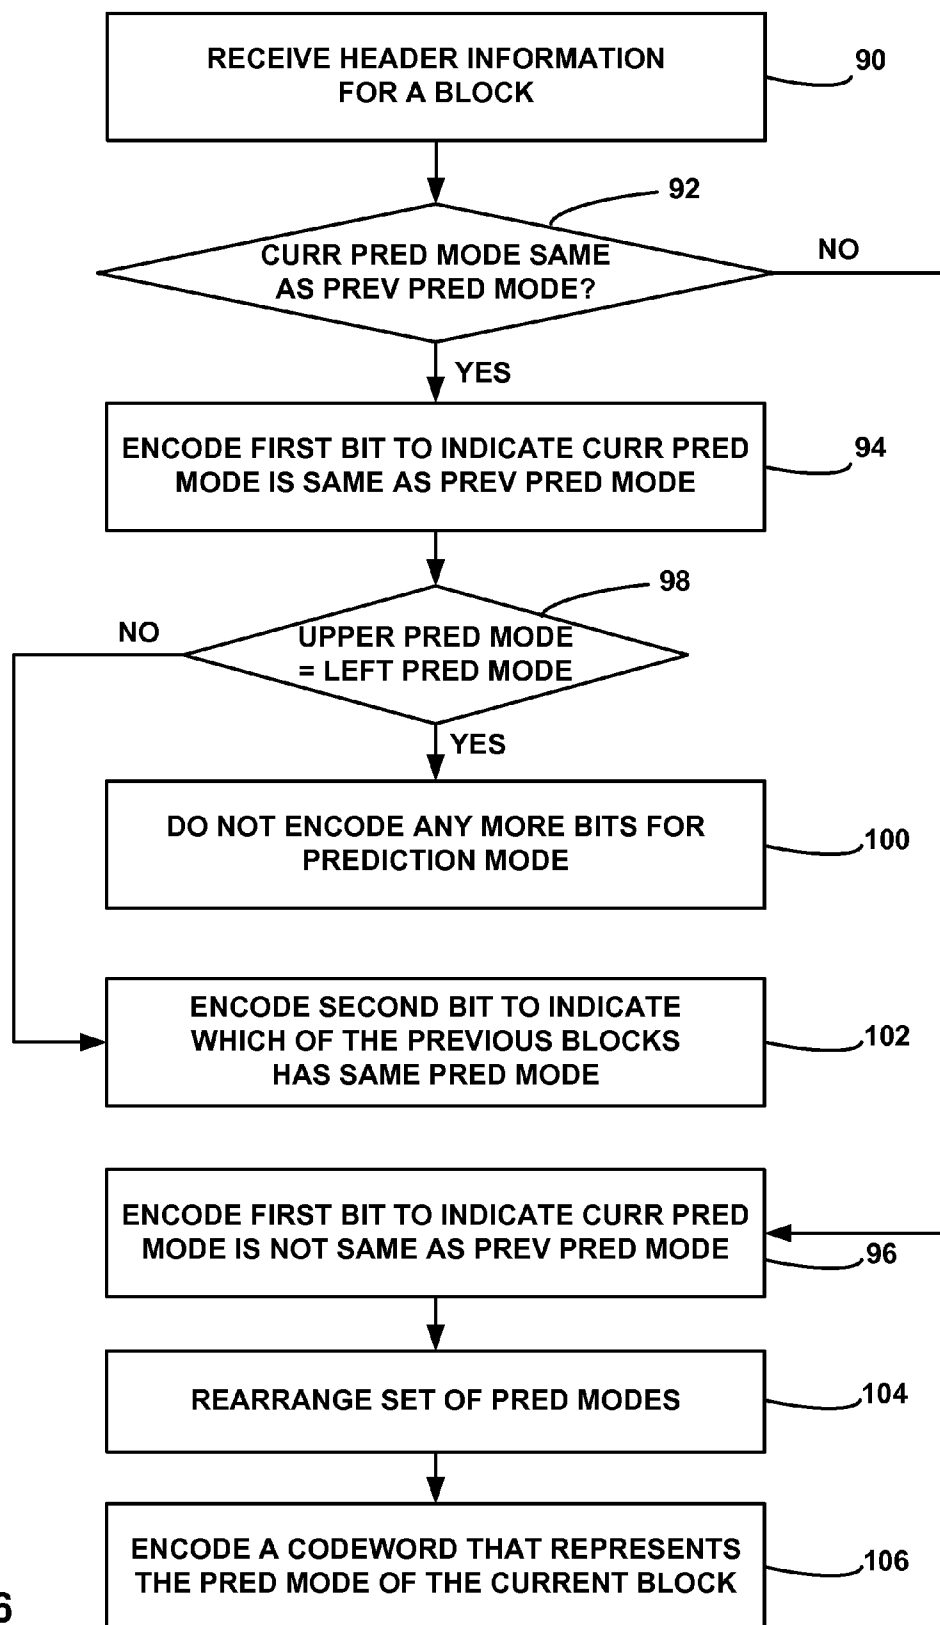 RECEIVE HEADER INFORMATION
FOR A BLOCK
90
92
CURR PRED MODE SAME
AS PREV PRED MODE?
NO
YES
ENCODE FIRST BIT TO INDICATE CURR PRED
MODE IS SAME AS PREV PRED MODE
94
98
NO
UPPER PRED MODE
= LEFT PRED MODE
YES
DO NOT ENCODE ANY MORE BITS FOR
PREDICTION MODE
100
ENCODE SECOND BIT TO INDICATE
WHICH OF THE PREVIOUS BLOCKS
HAS SAME PRED MODE
102
ENCODE FIRST BIT TO INDICATE CURR PRED
MODE IS NOT SAME AS PREV PRED MODE
96
REARRANGE SET OF PRED MODES
104
ENCODE A CODEWORD THAT REPRESENTS
THE PRED MODE OF THE CURRENT BLOCK
106
6